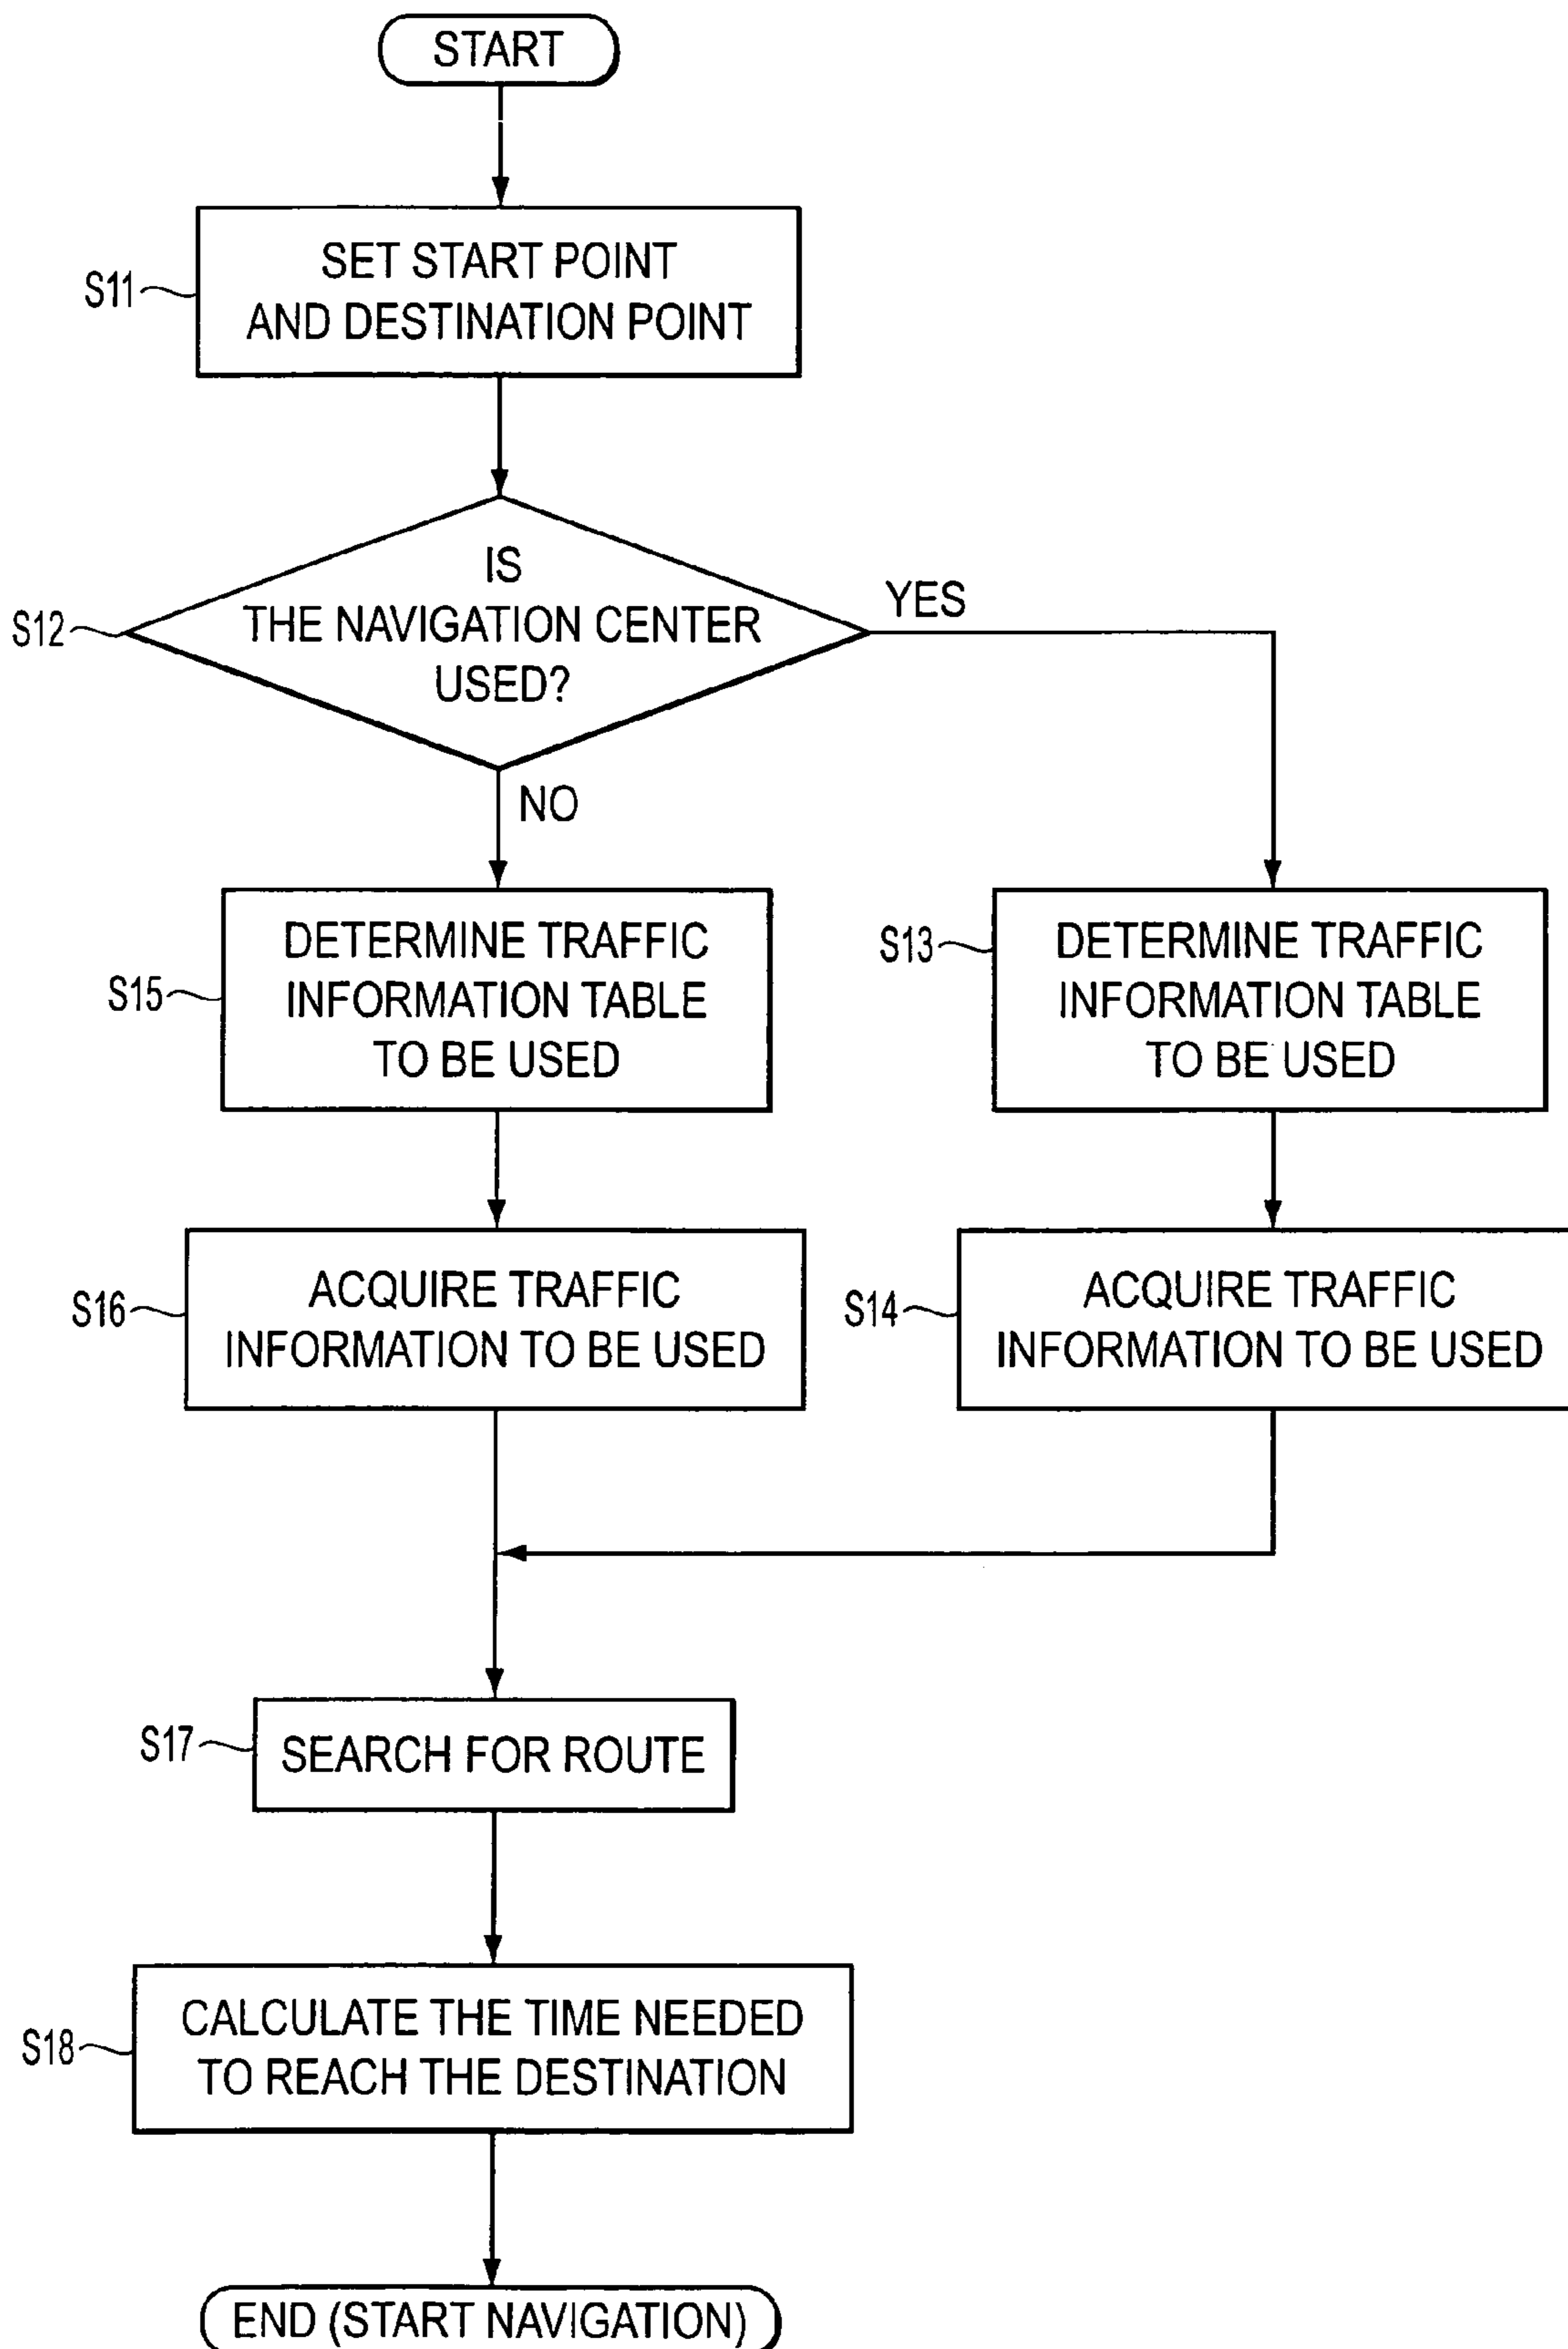 START
S11
SET START POINT
AND DESTINATION POINT
S12
IS
THE NAVIGATION CENTER
USED?
YES
NO
S15
DETERMINE TRAFFIC
INFORMATION TABLE
TO BE USED
S13
DETERMINE TRAFFIC
INFORMATION TABLE
TO BE USED
S16
ACQUIRE TRAFFIC
INFORMATION TO BE USED
S14
ACQUIRE TRAFFIC
INFORMATION TO BE USED
S17
SEARCH FOR ROUTE
S18
CALCULATE THE TIME NEEDED
TO REACH THE DESTINATION
END (START NAVIGATION)